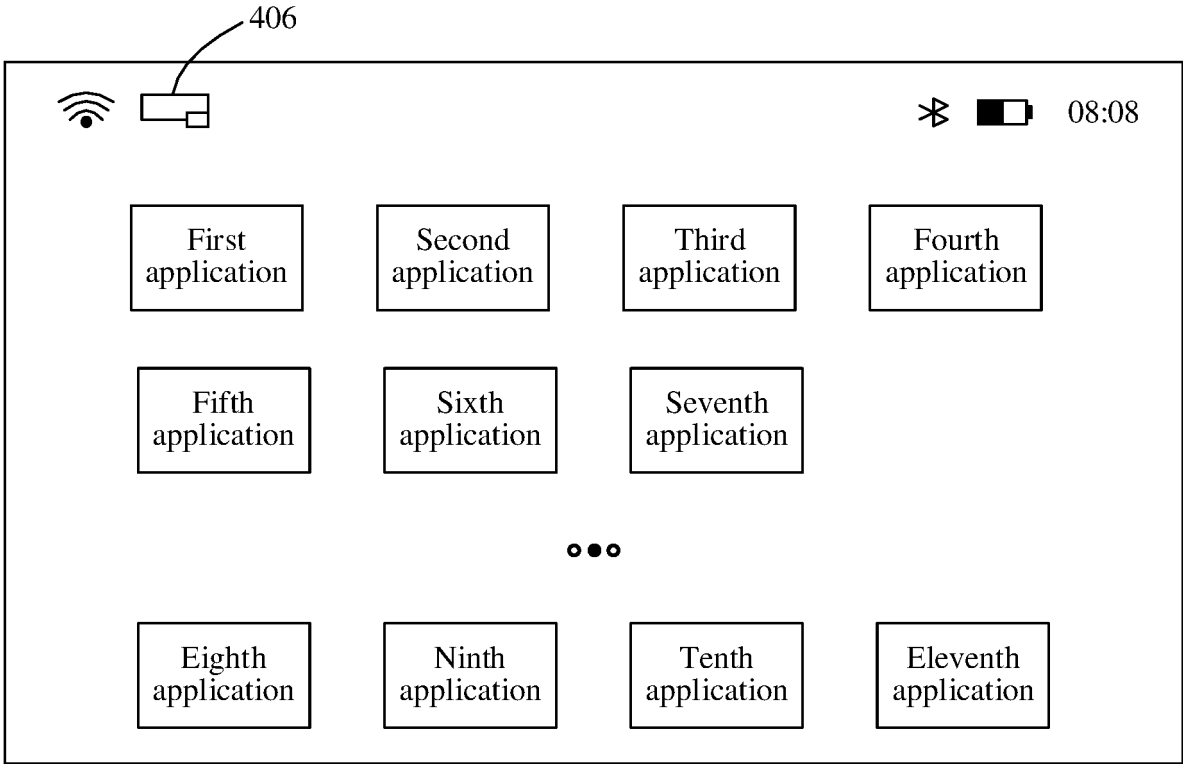 406
08:08
First
application
Second
application
Third
application
Fourth
application
Fifth
application
Sixth
application
Seventh
application
Eighth
application
Ninth
application
Tenth
application
Eleventh
application